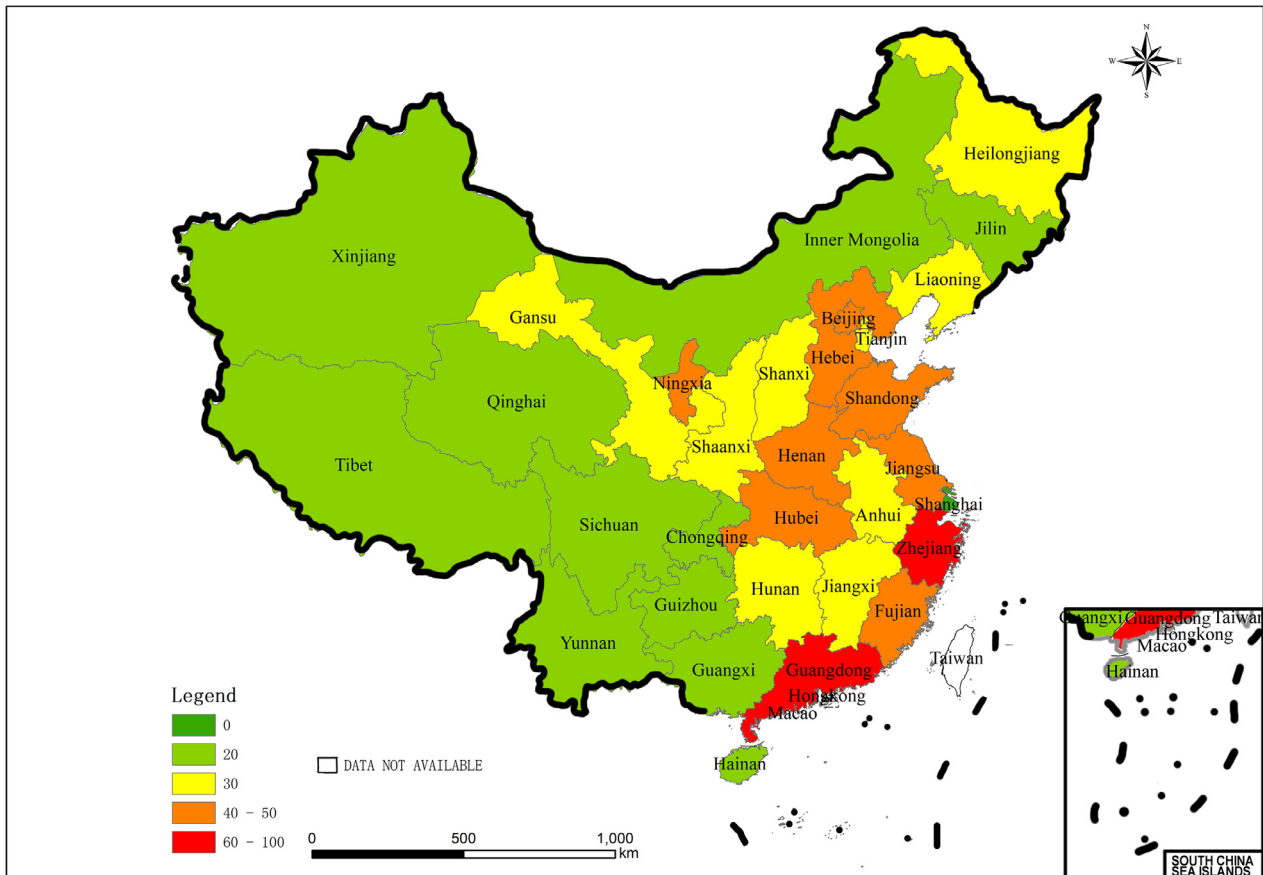 N
W E
S
Heilongjiang
Jilin
Inner Mongolia
Xinjiang
Liaoning
Gansu
Beijing
Tianjin
Hebei
Shanxi
Ningxia
Shandong
Qinghai
Shaanxi
Henan
Tibet
Jiangsu
Shanghai
Hubei
Anhui
Sichuan
Chongqing
Zhejiang
Hunan
Jiangxi
Guizhou
Fujian
Yunnan
Guangxi
Guangdong
Taiwan
Hongkong
Macao
Hainan
Guangxi Guangdong Taiwan
Hongkong
Macao
Hainan
Legend
0
20
30
40 - 50
60 - 100
DATA NOT AVAILABLE
0 500 1,000
km
SOUTH CHINA
SEA ISLANDS